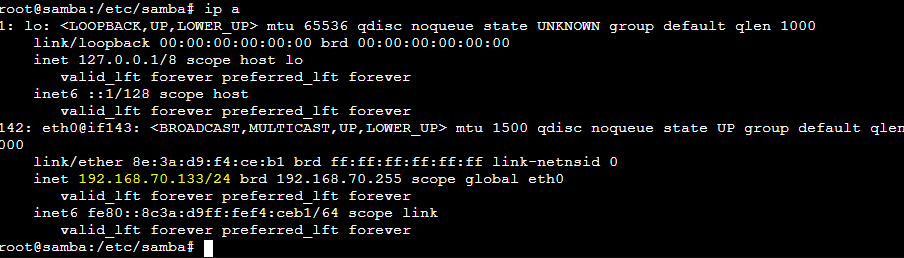 root@samba:/etc/samba# ip a
1: lo: <LOOPBACK,UP,LOWER_UP> mtu 65536 qdisc noqueue state UNKNOWN group default qlen 1000
    link/loopback 00:00:00:00:00:00 brd 00:00:00:00:00:00
    inet 127.0.0.1/8 scope host lo
       valid_lft forever preferred_lft forever
    inet6 ::1/128 scope host
       valid_lft forever preferred_lft forever
142: eth0@if143: <BROADCAST,MULTICAST,UP,LOWER_UP> mtu 1500 qdisc noqueue state UP group default qlen
000
    link/ether 8e:3a:d9:f4:ce:b1 brd ff:ff:ff:ff:ff:ff link-netnsid 0
    inet 192.168.70.133/24 brd 192.168.70.255 scope global eth0
       valid_lft forever preferred_lft forever
    inet6 fe80::8c3a:d9ff:fef4:ceb1/64 scope link
       valid_lft forever preferred_lft forever
root@samba:/etc/samba#